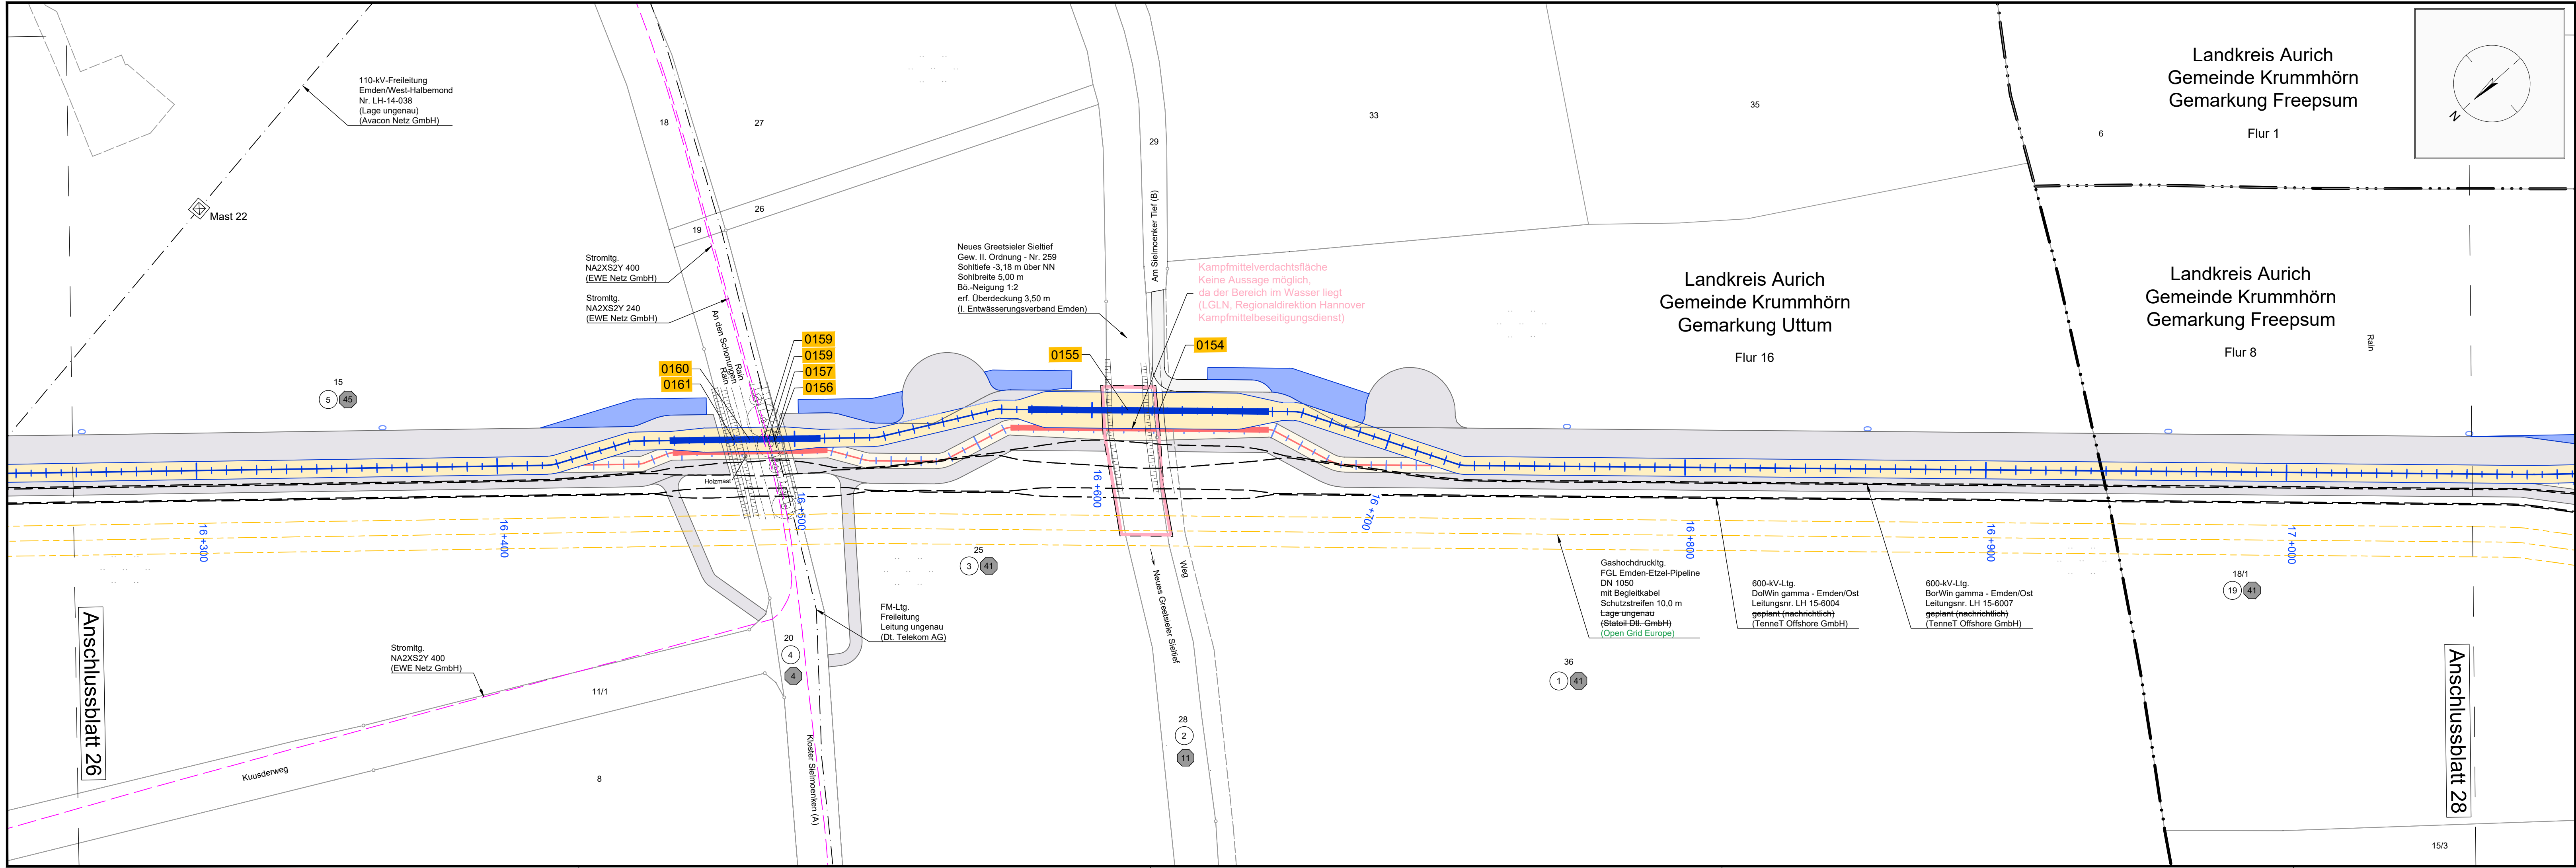 110-kV-Freileitung
Emden/West-Halbemond
Nr. LH-14-038
(Lage ungenau)
(Avacon Netz GmbH)
Mast 22
18
27
26
19
29
33
35
6
Landkreis Aurich
Gemeinde Krummhörn
Gemarkung Freepsum
Flur 1
N
Stromltg.
NA2XS2Y 400
(EWE Netz GmbH)
Stromltg.
NA2XS2Y 240
(EWE Netz GmbH)
An den Schonungen
Rain
Rain
Neues Greetsieler Sieltief
Gew. II. Ordnung - Nr. 259
Sohltiefe -3,18 m über NN
Sohlbreite 5,00 m
Bö.-Neigung 1:2
erf. Überdeckung 3,50 m
(I. Entwässerungsverband Emden)
Am Sielmoenker Tief (B)
Kampfmittelverdachtsfläche
Keine Aussage möglich,
da der Bereich im Wasser liegt
(LGLN, Regionaldirektion Hannover
Kampfmittelbeseitigungsdienst)
Landkreis Aurich
Gemeinde Krummhörn
Gemarkung Uttum
Flur 16
Landkreis Aurich
Gemeinde Krummhörn
Gemarkung Freepsum
Flur 8
Rain
0159
0159
0157
0156
0160
0161
0155
0154
15
5 45
0
0
0
0
0
0
Holzmast
16 +300
16 +400
16 +500
16 +600
16 +700
16 +800
16 +900
17 +000
25
3 41
Weg
Neues Greetsieler Sieltief
FM-Ltg.
Freileitung
Leitung ungenau
(Dt. Telekom AG)
20
4
4
Gashochdruckltg.
FGL Emden-Etzel-Pipeline
DN 1050
mit Begleitkabel
Schutzstreifen 10,0 m
Lage ungenau
(Statoil Dtl. GmbH)
(Open Grid Europe)
600-kV-Ltg.
DolWin gamma - Emden/Ost
Leitungsnr. LH 15-6004
geplant (nachrichtlich)
(TenneT Offshore GmbH)
600-kV-Ltg.
BorWin gamma - Emden/Ost
Leitungsnr. LH 15-6007
geplant (nachrichtlich)
(TenneT Offshore GmbH)
18/1
19 41
36
1 41
Stromltg.
NA2XS2Y 400
(EWE Netz GmbH)
11/1
28
2
11
Kuusderweg
8
Kloster Sielmoenken (A)
Anschlussblatt 26
Anschlussblatt 28
15/3